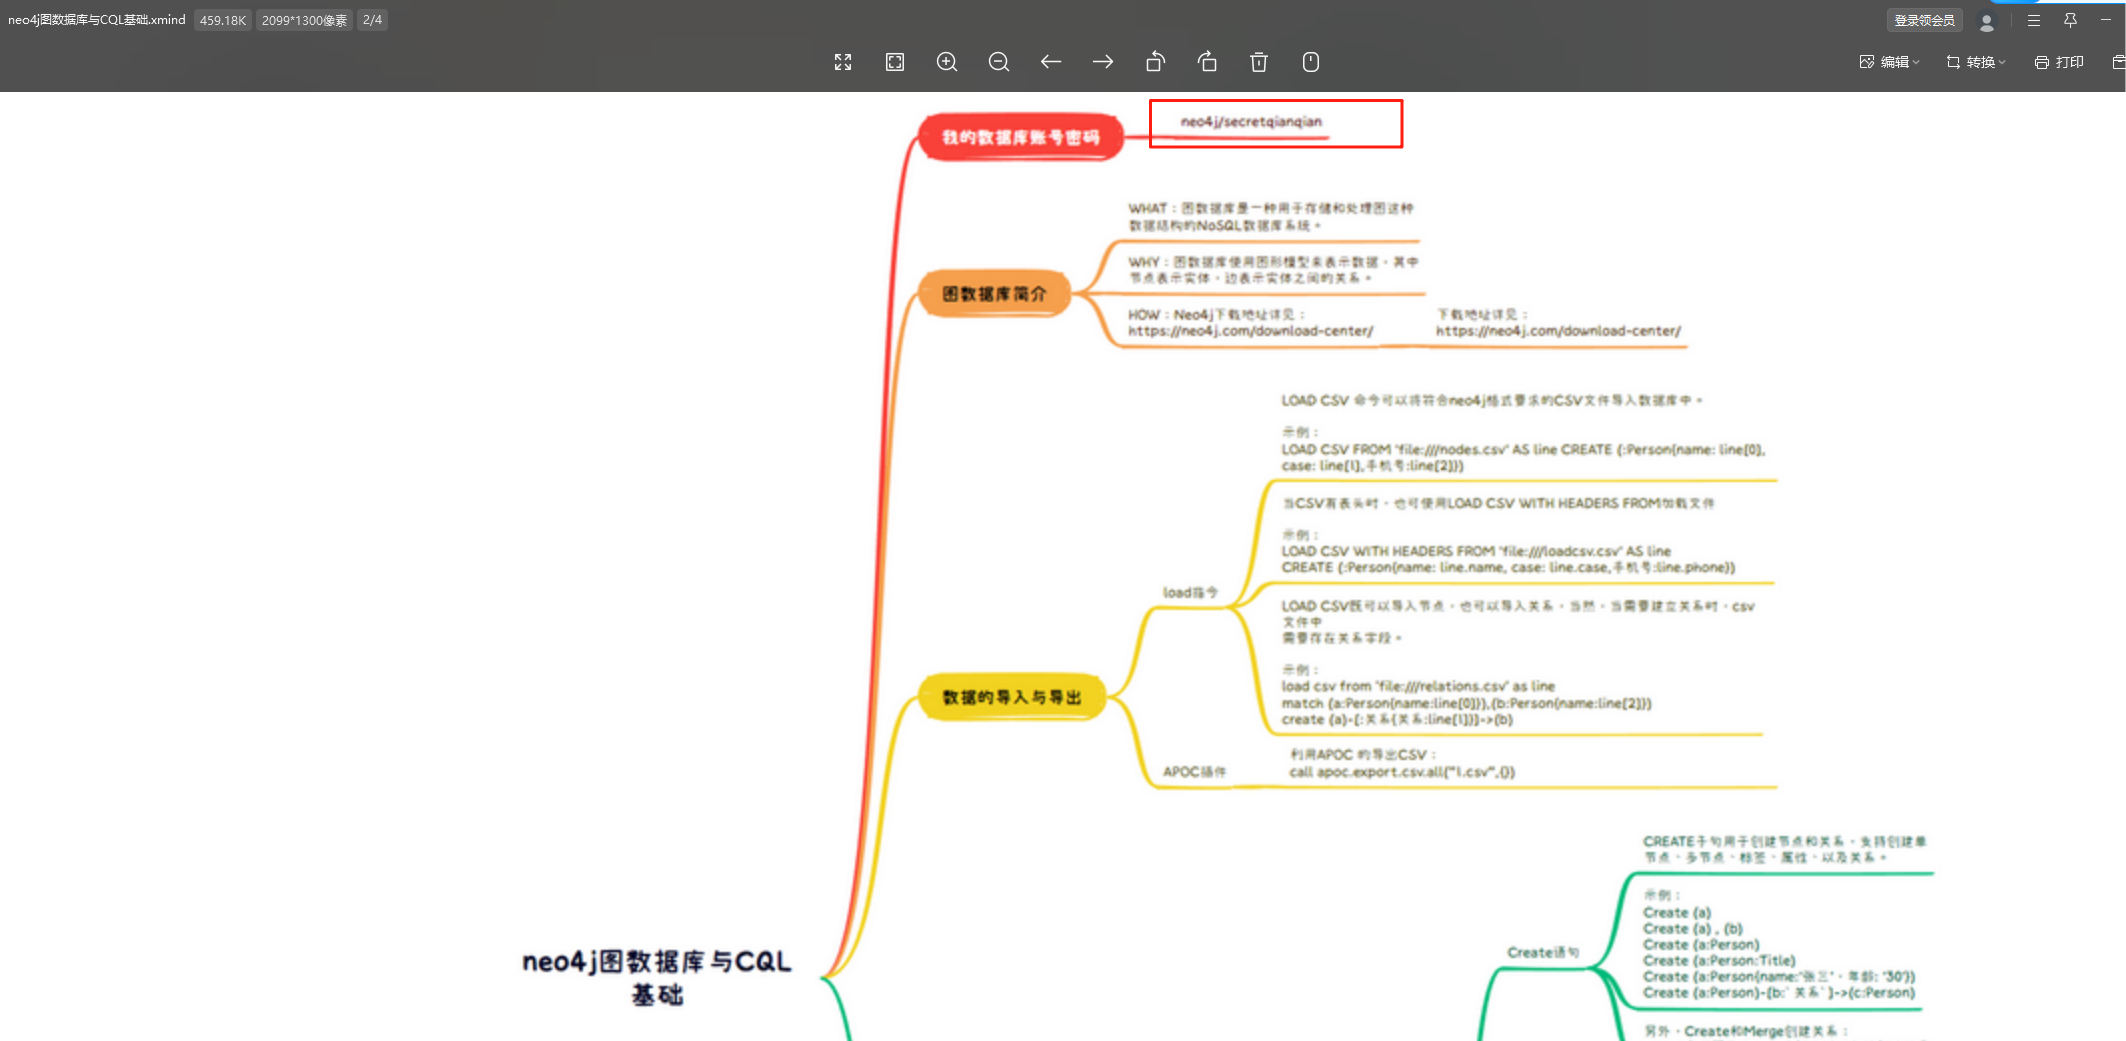 neo4j图数据库与CQL基础.xmind 459.18K 2099*1300像素 2/4 登录领会员
编辑 转换 打印
我的数据库账号密码
neo4j/secretqianqian
图数据库简介
WHAT：图数据库是一种用于存储和处理图这种
数据结构的NoSQL数据库系统。
WHY：图数据库使用图形模型来表示数据，其中
节点表示实体，边表示实体之间的关系。
HOW：Neo4j下载地址详见：
https://neo4j.com/download-center/
下载地址详见：
https://neo4j.com/download-center/
数据的导入与导出
load指令
LOAD CSV 命令可以将符合neo4j格式要求的CSV文件导入数据库中。
示例：
LOAD CSV FROM 'file:///nodes.csv' AS line CREATE (:Person{name: line[0],
case: line[1],手机号:line[2]})
当CSV有表头时，也可使用LOAD CSV WITH HEADERS FROM加载文件
示例：
LOAD CSV WITH HEADERS FROM 'file:///loadcsv.csv' AS line
CREATE (:Person{name: line.name, case: line.case,手机号:line.phone})
LOAD CSV既可以导入节点，也可以导入关系，当然，当需要建立关系时，csv
文件中
需要存在关系字段。
示例：
load csv from 'file:///relations.csv' as line
match (a:Person{name:line[0]}),(b:Person{name:line[2]})
create (a)-[:关系{关系:line[1]}]->(b)
APOC插件
利用APOC 的导出CSV：
call apoc.export.csv.all("1.csv",{})
neo4j图数据库与CQL
基础
Create语句
CREATE子句用于创建节点和关系，支持创建单
节点、多节点、标签、属性，以及关系。
示例：
Create (a)
Create (a) , (b)
Create (a:Person)
Create (a:Person:Title)
Create (a:Person{name:'张三'，年龄: '30'})
Create (a:Person)-[b:`关系`]->(c:Person)
另外，Create和Merge创建关系：